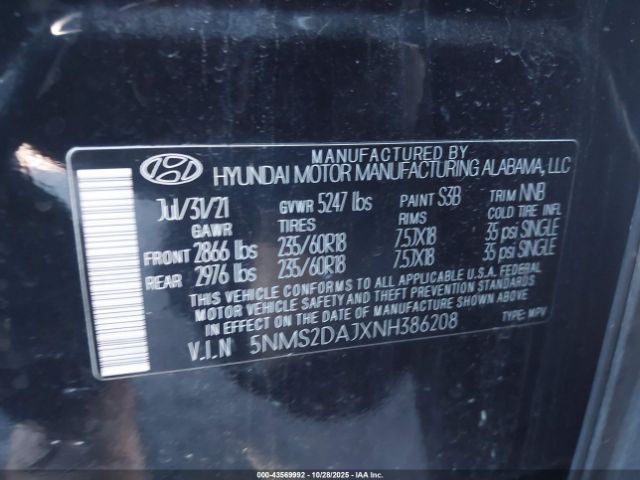 MANUFACTURED BY
HYUNDAI MOTOR MANUFACTURING ALABAMA, LLC
Jul/31/21 GVWR 5247 lbs PAINT S3B TRIM NNB
GAWR TIRES RIMS COLD TIRE INFL
FRONT 2866 lbs 235/60R18 7.5JX18 35 psi SINGLE
REAR 2976 lbs 235/60R18 7.5JX18 35 psi SINGLE
THIS VEHICLE CONFORMS TO ALL APPLICABLE U.S.A. FEDERAL
MOTOR VEHICLE SAFETY AND THEFT PREVENTION STANDARDS
IN EFFECT ON THE DATE OF MANUFACTURE SHOWN ABOVE.
V.I.N 5NMS2DAJXNH386208 TYPE: MPV
Owner: 43569992 - 10/28/2025 - IAA Inc.